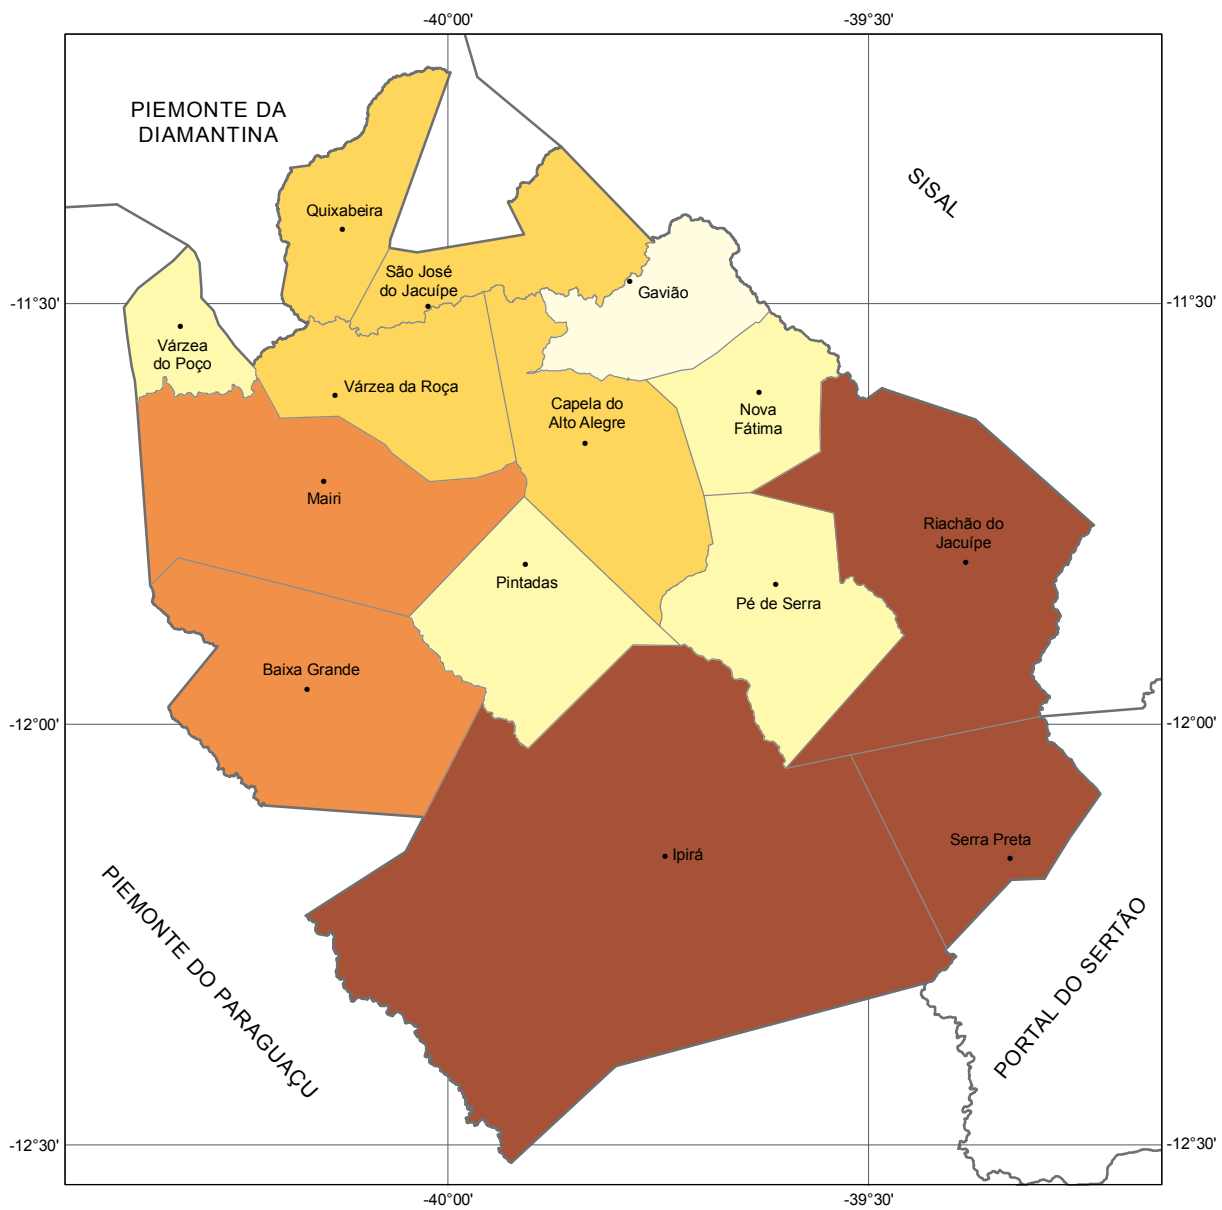 -40°00'
-39°30'
PIEMONTE DA
DIAMANTINA
SISAL
Quixabeira
São José
do Jacuípe
Gavião
-11°30'
-11°30'
Várzea
do Poço
Várzea da Roça
Capela do
Alto Alegre
Nova
Fátima
Mairi
Riachão do
Jacuípe
Pintadas
Pé de Serra
Baixa Grande
-12°00'
-12°00'
Serra Preta
Ipirá
PIEMONTE DO PARAGUAÇU
PORTAL DO SERTÃO
-12°30'
-12°30'
-40°00'
-39°30'